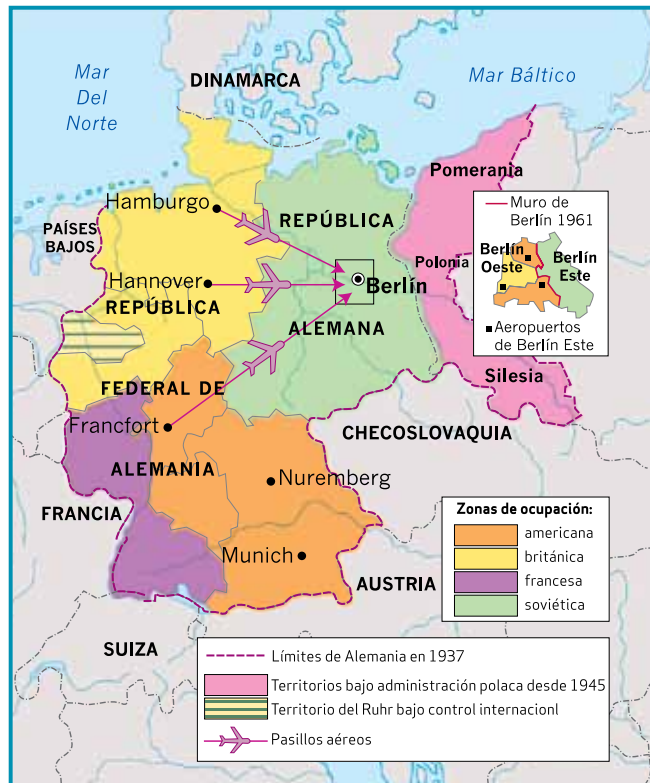 Mar
Del
Norte
DINAMARCA
Mar Báltico
Pomerania
Hamburgo
REPÚBLICA
PAÍSES
BAJOS
Muro de
Berlín 1961
Polonia
Berlín
Oeste
Berlín
Este
Aeropuertos
de Berlín Este
Hannover
Berlín
REPÚBLICA
ALEMANA
Silesia
FEDERAL DE
Francfort
CHECOSLOVAQUIA
ALEMANIA
Nuremberg
FRANCIA
Munich
AUSTRIA
SUIZA
Zonas de ocupación:
americana
británica
francesa
soviética
Límites de Alemania en 1937
Territorios bajo administración polaca desde 1945
Territorio del Ruhr bajo control internacionl
Pasillos aéreos